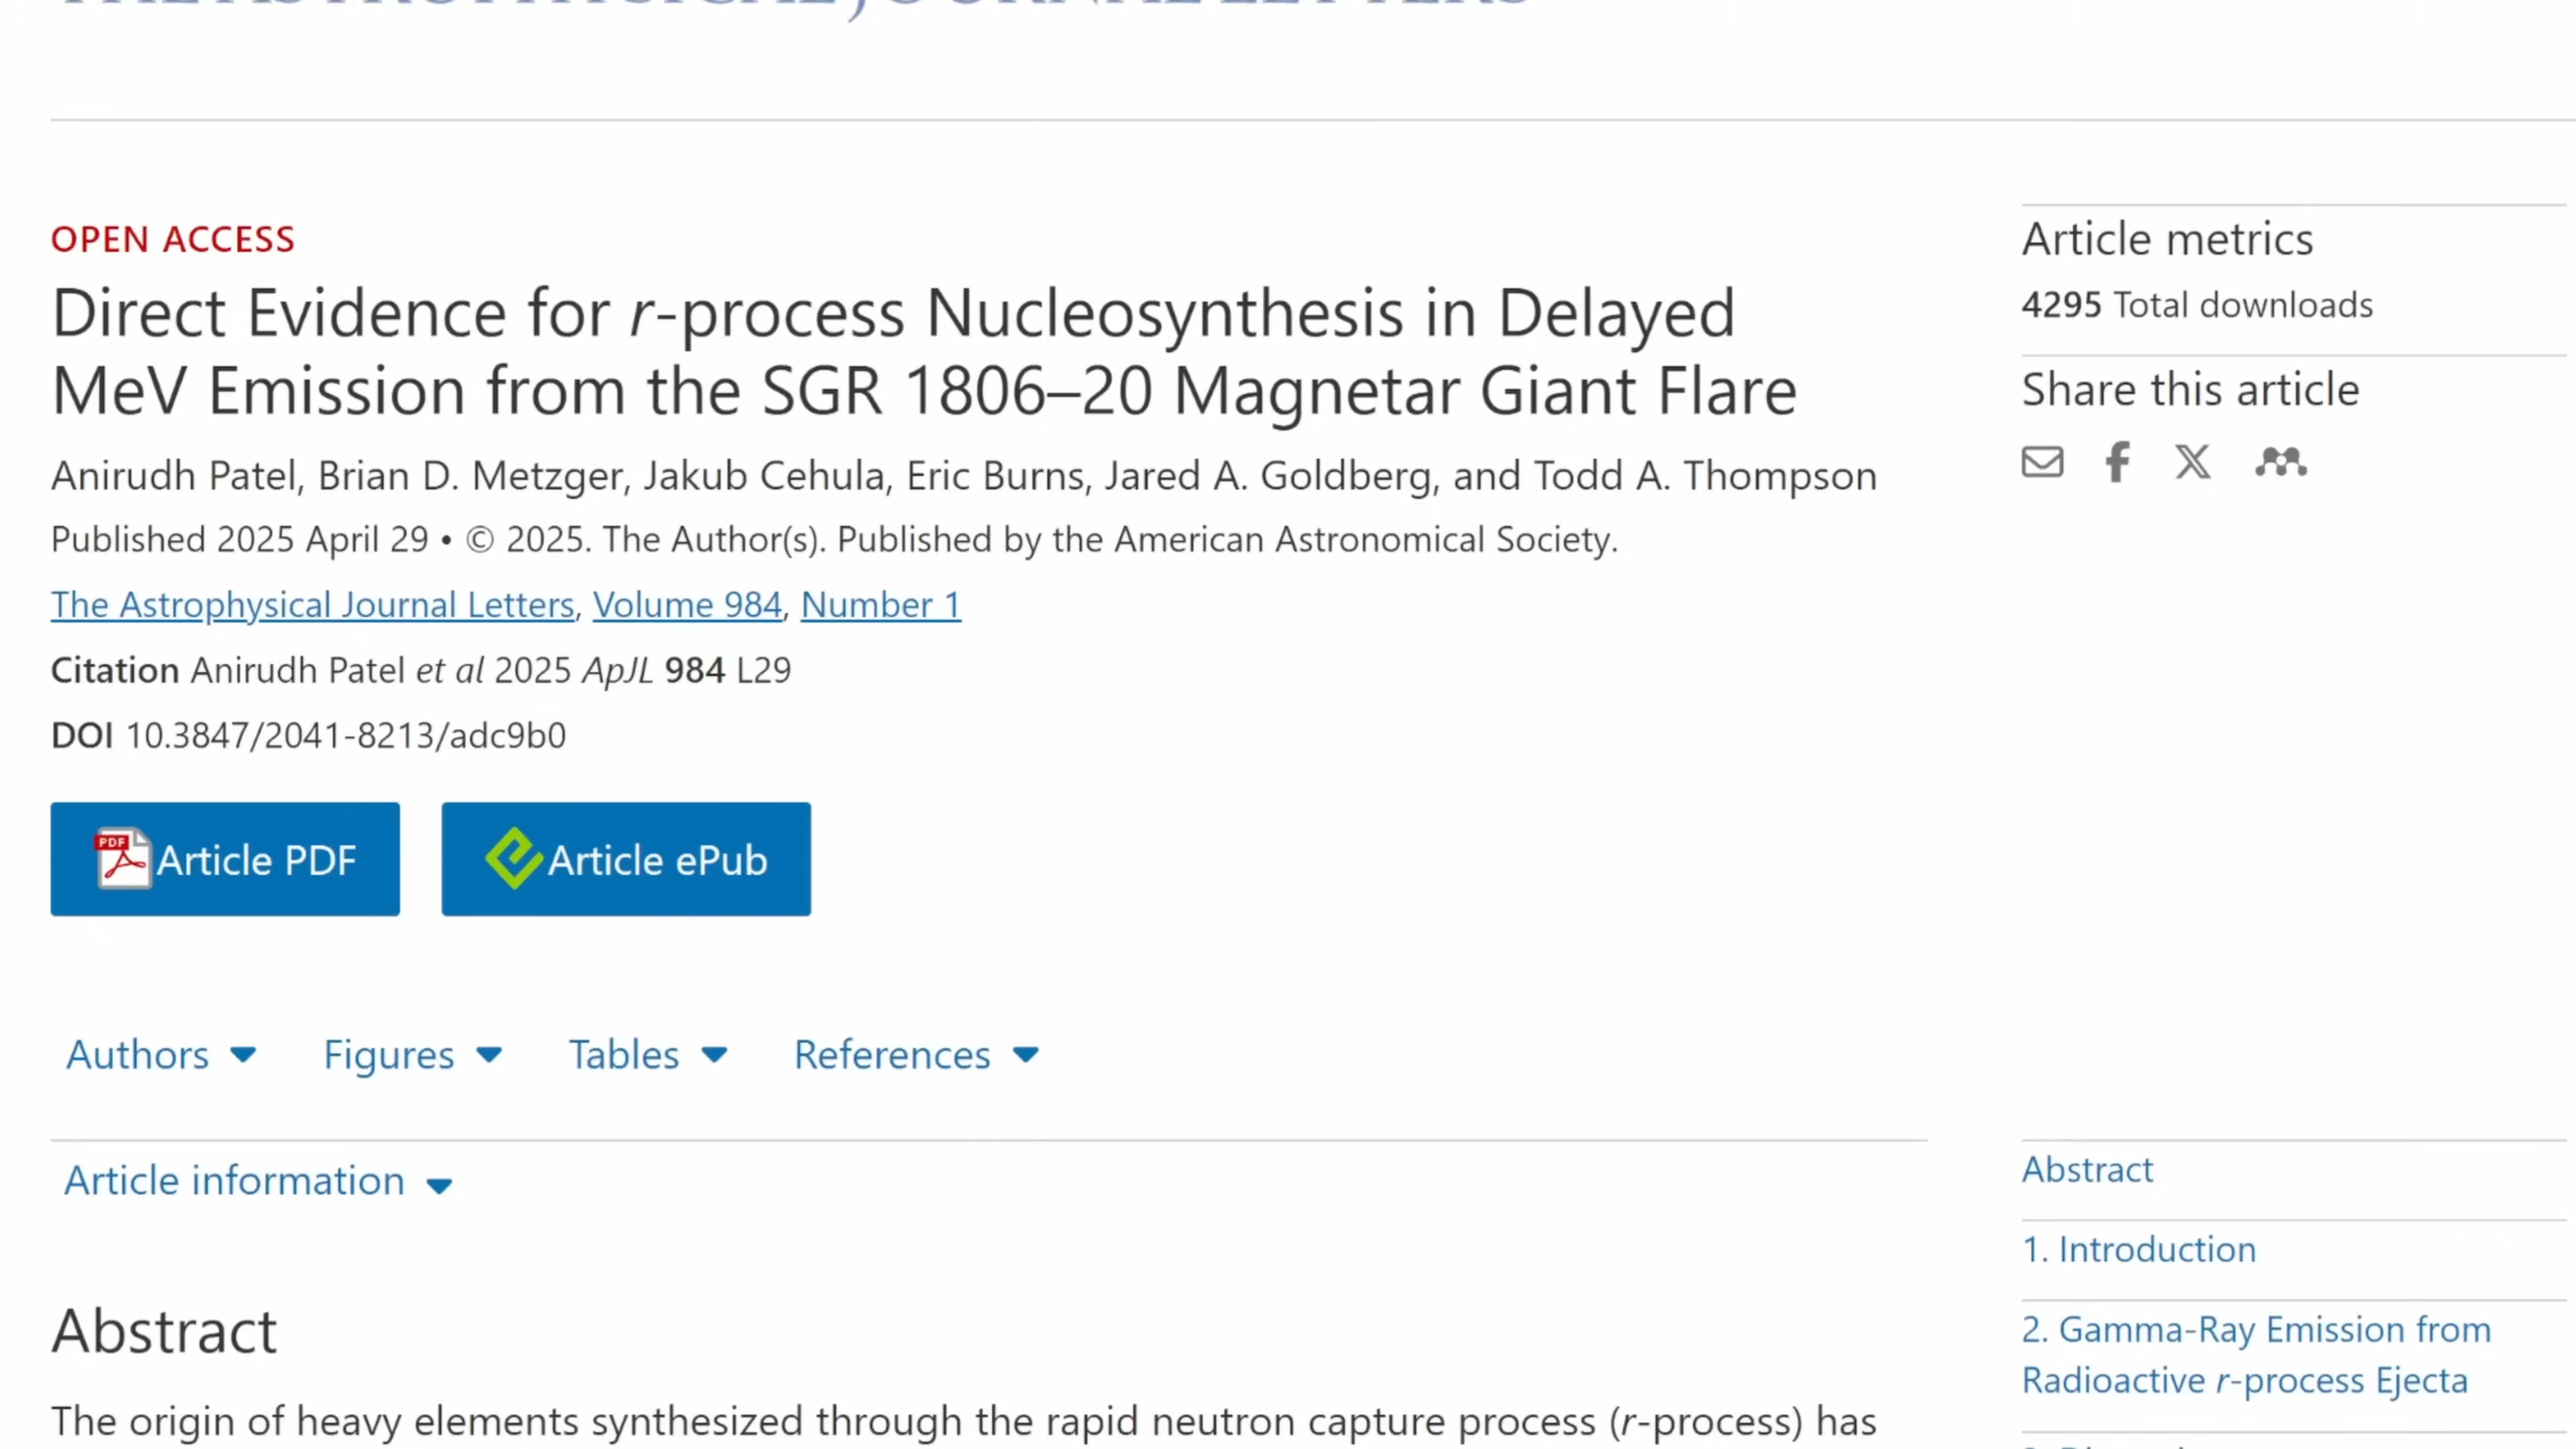 THE ASTROPHYSICAL JOURNAL LETTERS
OPEN ACCESS
Direct Evidence for r-process Nucleosynthesis in Delayed
MeV Emission from the SGR 1806–20 Magnetar Giant Flare
Anirudh Patel, Brian D. Metzger, Jakub Cehula, Eric Burns, Jared A. Goldberg, and Todd A. Thompson
Published 2025 April 29 • © 2025. The Author(s). Published by the American Astronomical Society.
The Astrophysical Journal Letters, Volume 984, Number 1
Citation Anirudh Patel et al 2025 ApJL 984 L29
DOI 10.3847/2041-8213/adc9b0
PDF Article PDF Article ePub
Authors Figures Tables References
Article information
Abstract
The origin of heavy elements synthesized through the rapid neutron capture process (r-process) has
Article metrics
4295 Total downloads
Share this article
Abstract
1. Introduction
2. Gamma-Ray Emission from
Radioactive r-process Ejecta